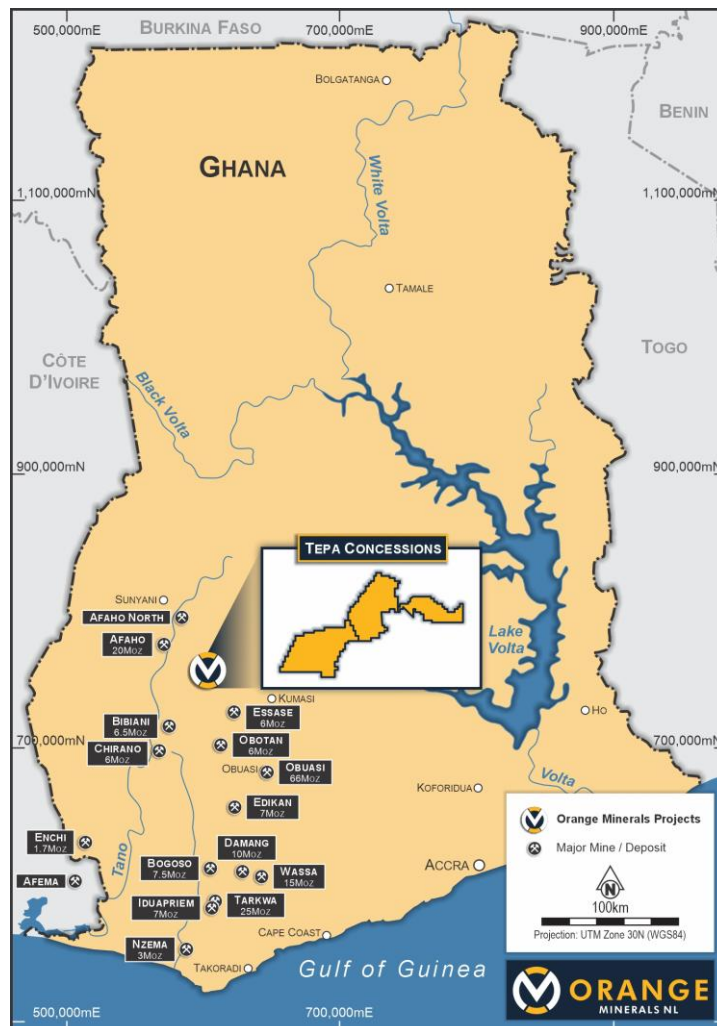 500,000mE
BURKINA FASO
700,000mE
900,000mE
BOLGATANGA
BENIN
GHANA
White Volta
1,100,000mN
1,100,000mN
TAMALE
TOGO
CÔTE
D'IVOIRE
Black Volta
900,000mN
900,000mN
TEPA CONCESSIONS
SUNYANI
AFAHO NORTH
AFAHO
20MOZ
Lake
Volta
KUMASI
ESSASE
6MOZ
HO
BIBIANI
6.5MOZ
OBOTAN
6MOZ
CHIRANO
6MOZ
700,000mN
700,000mN
OBUASI
OBUASI
66MOZ
KOFORIDUA
Volta
EDIKAN
7MOZ
ENCHI
1.7MOZ
Tano
DAMANG
10MOZ
BOGOSO
7.5MOZ
WASSA
15MOZ
ACCRA
AFEMA
IDUAPRIEM
7MOZ
TARKWA
25MOZ
CAPE COAST
NZEMA
3MOZ
TAKORADI
Gulf of Guinea
Orange Minerals Projects
Major Mine / Deposit
N
100km
Projection: UTM Zone 30N (WGS84)
ORANGE
MINERALS NL
500,000mN
700,000mE